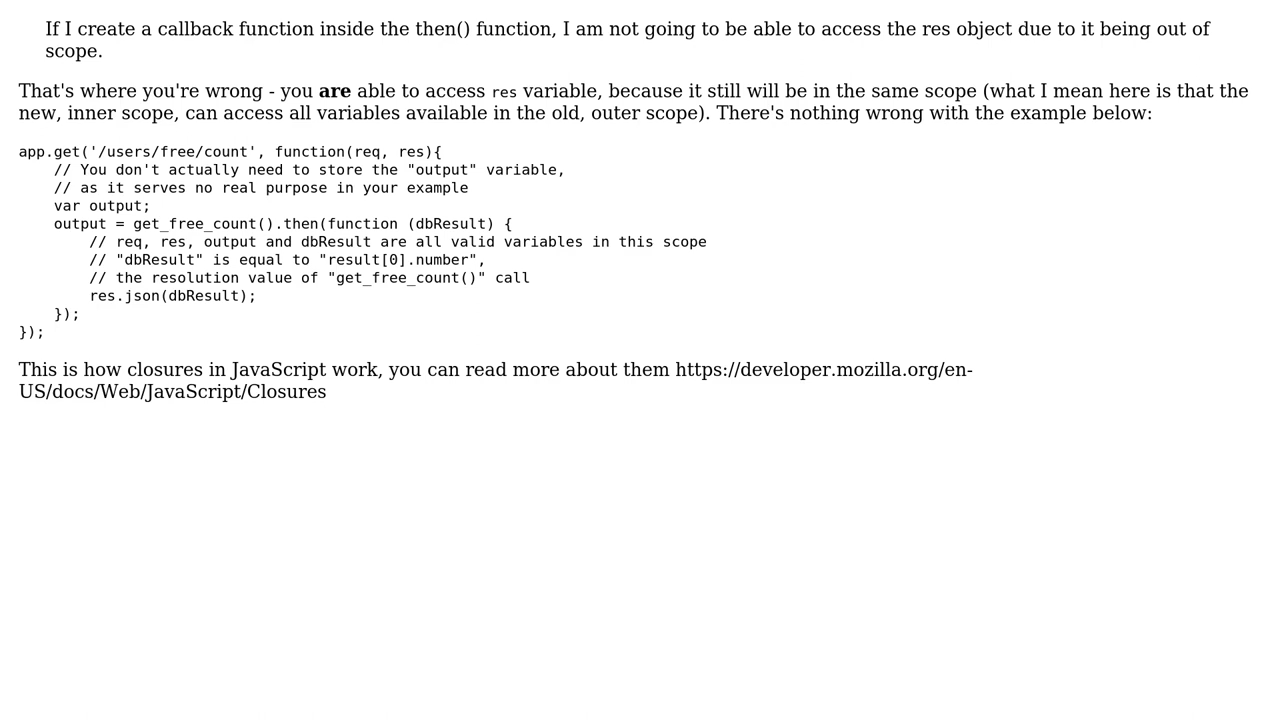 If I create a callback function inside the then() function, I am not going to be able to access the res object due to it being out of
scope.
That's where you're wrong - you are able to access res variable, because it still will be in the same scope (what I mean here is that the
new, inner scope, can access all variables available in the old, outer scope). There's nothing wrong with the example below:
app.get('/users/free/count', function(req, res){
    // You don't actually need to store the "output" variable,
    // as it serves no real purpose in your example
    var output;
    output = get_free_count().then(function (dbResult) {
        // req, res, output and dbResult are all valid variables in this scope
        // "dbResult" is equal to "result[0].number",
        // the resolution value of "get_free_count()" call
        res.json(dbResult);
    });
});
This is how closures in JavaScript work, you can read more about them https://developer.mozilla.org/en-
US/docs/Web/JavaScript/Closures